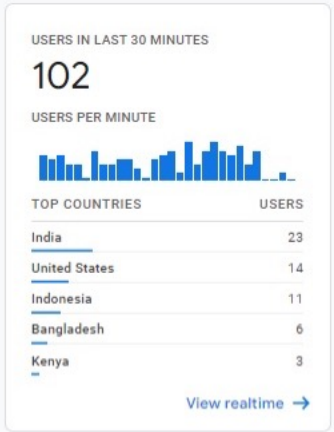 USERS IN LAST 30 MINUTES
102
USERS PER MINUTE
TOP COUNTRIES USERS
India 23
United States 14
Indonesia 11
Bangladesh 6
Kenya 3
View realtime →